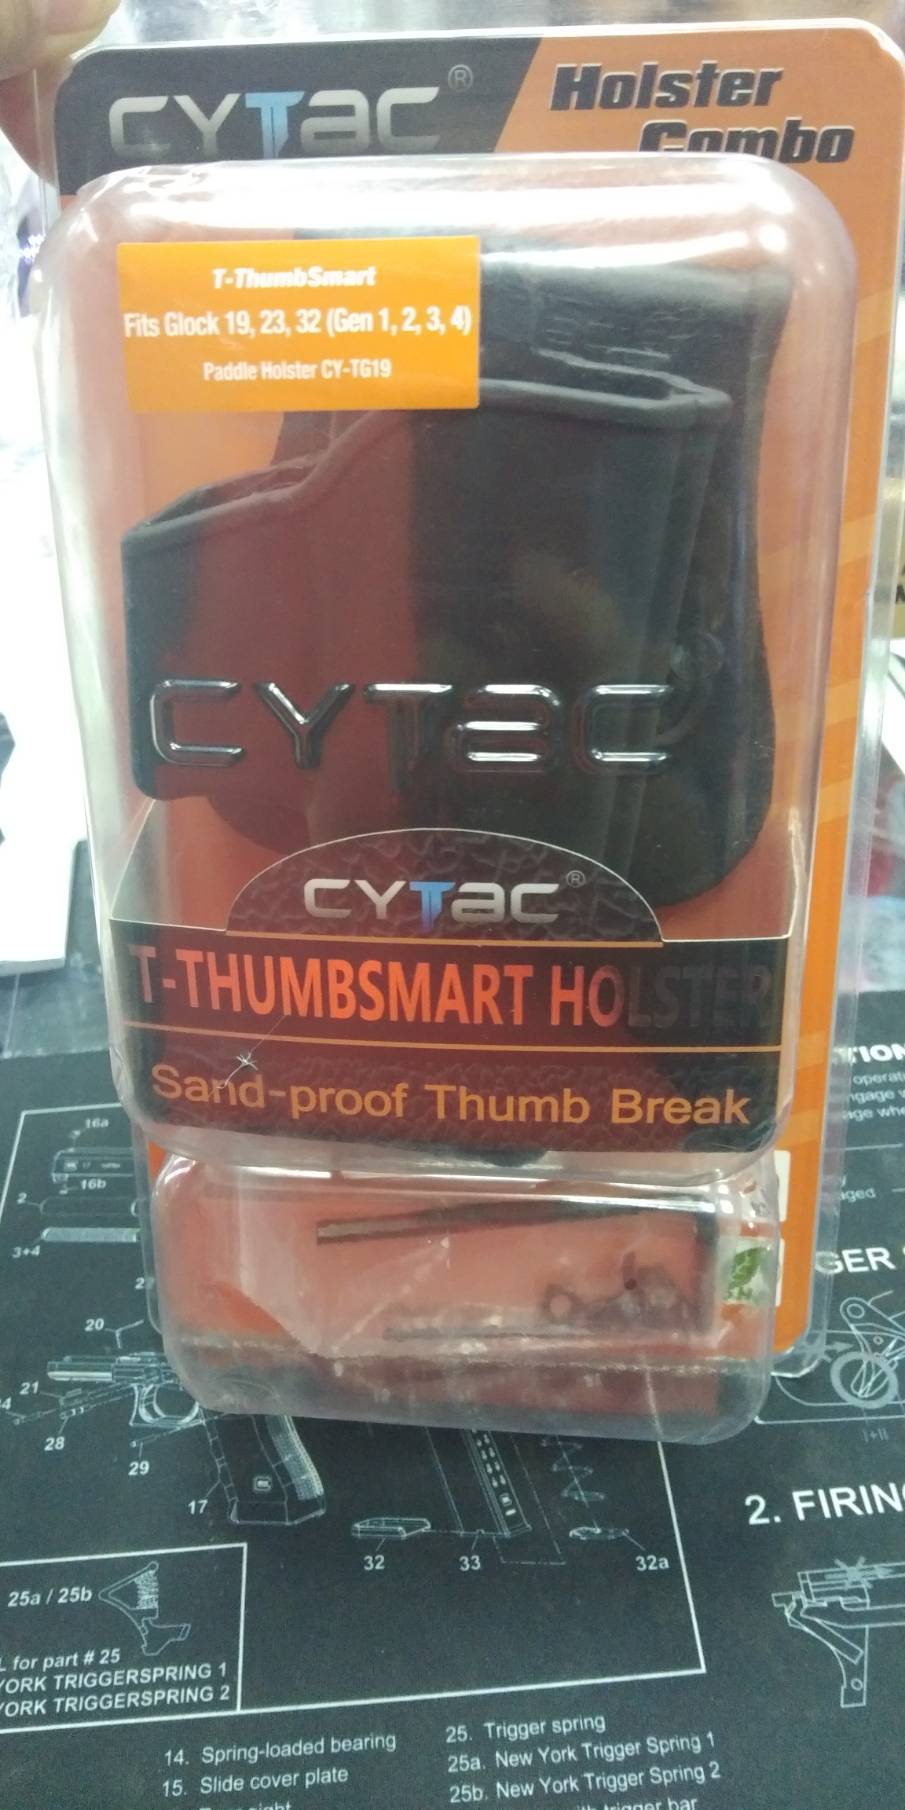 CYTAC®
Holster
Combo
T-ThumbSmart
Fits Glock 19, 23, 32 (Gen 1, 2, 3, 4)
Paddle Holster CY-TG19
CYTAC
CYTAC®
T-THUMBSMART HOLSTER
Sand-proof Thumb Break
16a
16b
2
3+4
20
21
28
29
17
32
33
32a
2. FIRIN
25a / 25b
for part # 25
YORK TRIGGERSPRING 1
YORK TRIGGERSPRING 2
14. Spring-loaded bearing
15. Slide cover plate
25. Trigger spring
25a. New York Trigger Spring 1
25b. New York Trigger Spring 2
trigger bar